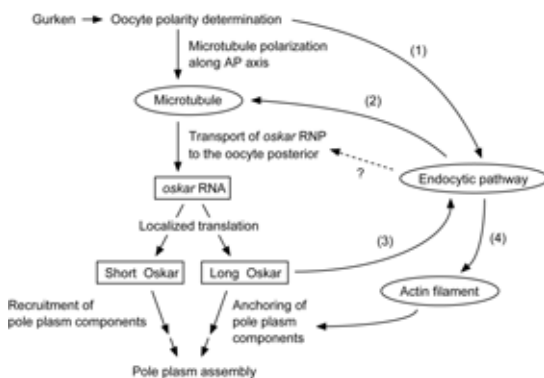 Gurken
Oocyte polarity determination
(1)
Microtubule polarization
along AP axis
(2)
Microtubule
Transport of oskar RNP
to the oocyte posterior
?
Endocytic pathway
oskar RNA
Localized translation
(3)
(4)
Short Oskar
Long Oskar
Actin filament
Recruitment of
pole plasm components
Anchoring of
pole plasm
components
Pole plasm assembly